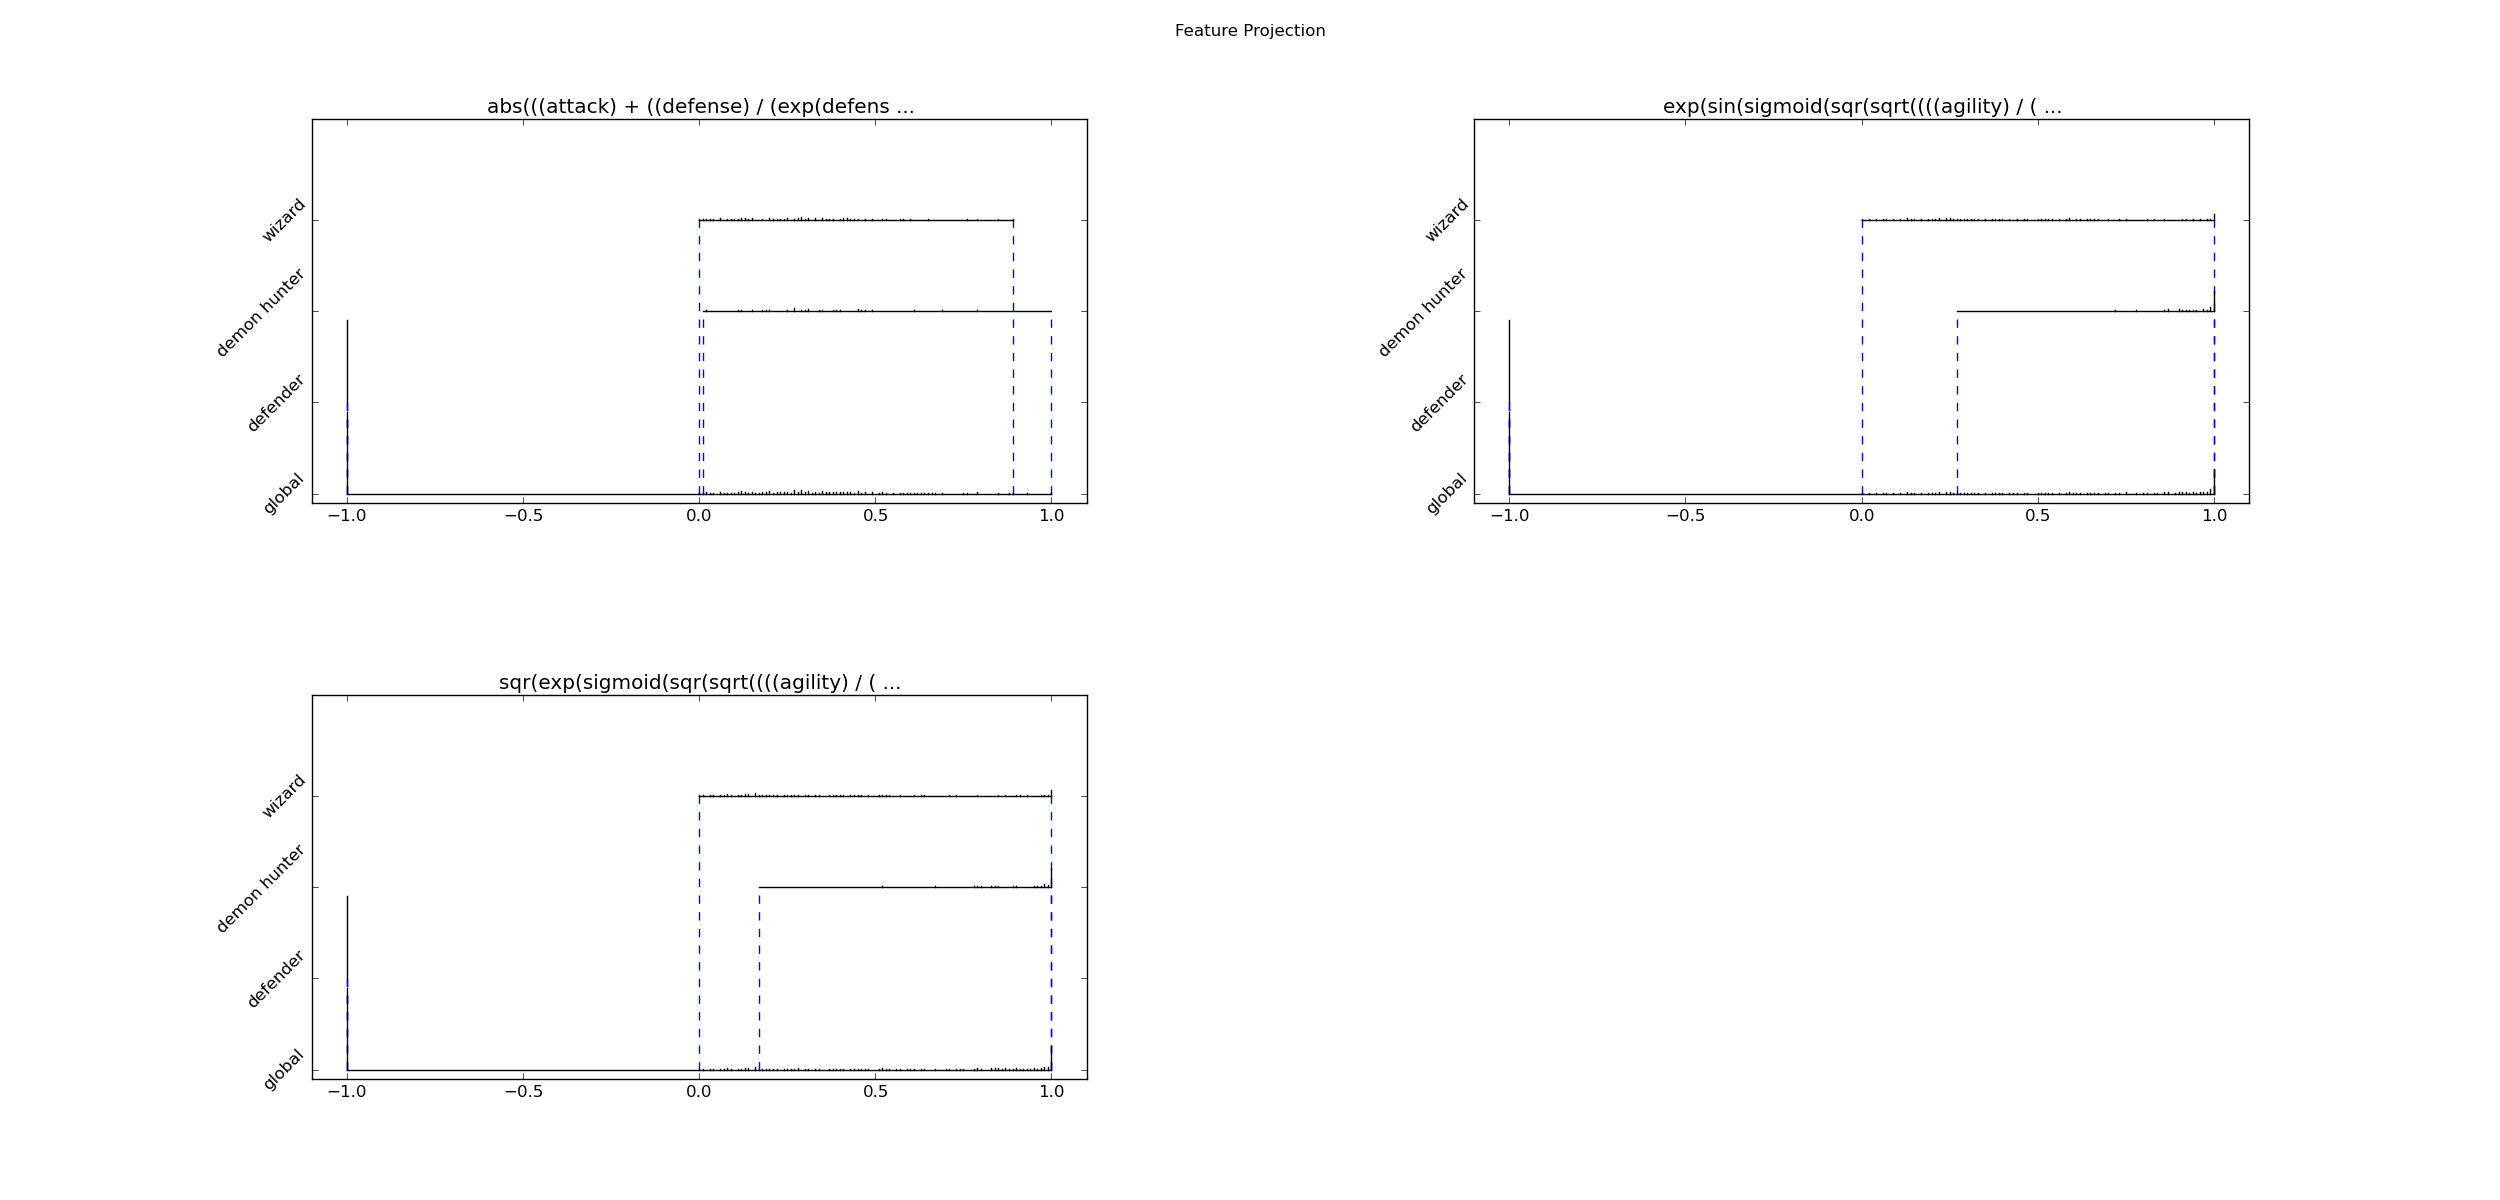 Feature Projection
abs(((attack) + ((defense) / (exp(defens ...
wizard
demon hunter
defender
global
−1.0 −0.5 0.0 0.5 1.0
exp(sin(sigmoid(sqr(sqrt((((agility) / ( ...
wizard
demon hunter
defender
global
−1.0 −0.5 0.0 0.5 1.0
sqr(exp(sigmoid(sqr(sqrt((((agility) / ( ...
wizard
demon hunter
defender
global
−1.0 −0.5 0.0 0.5 1.0